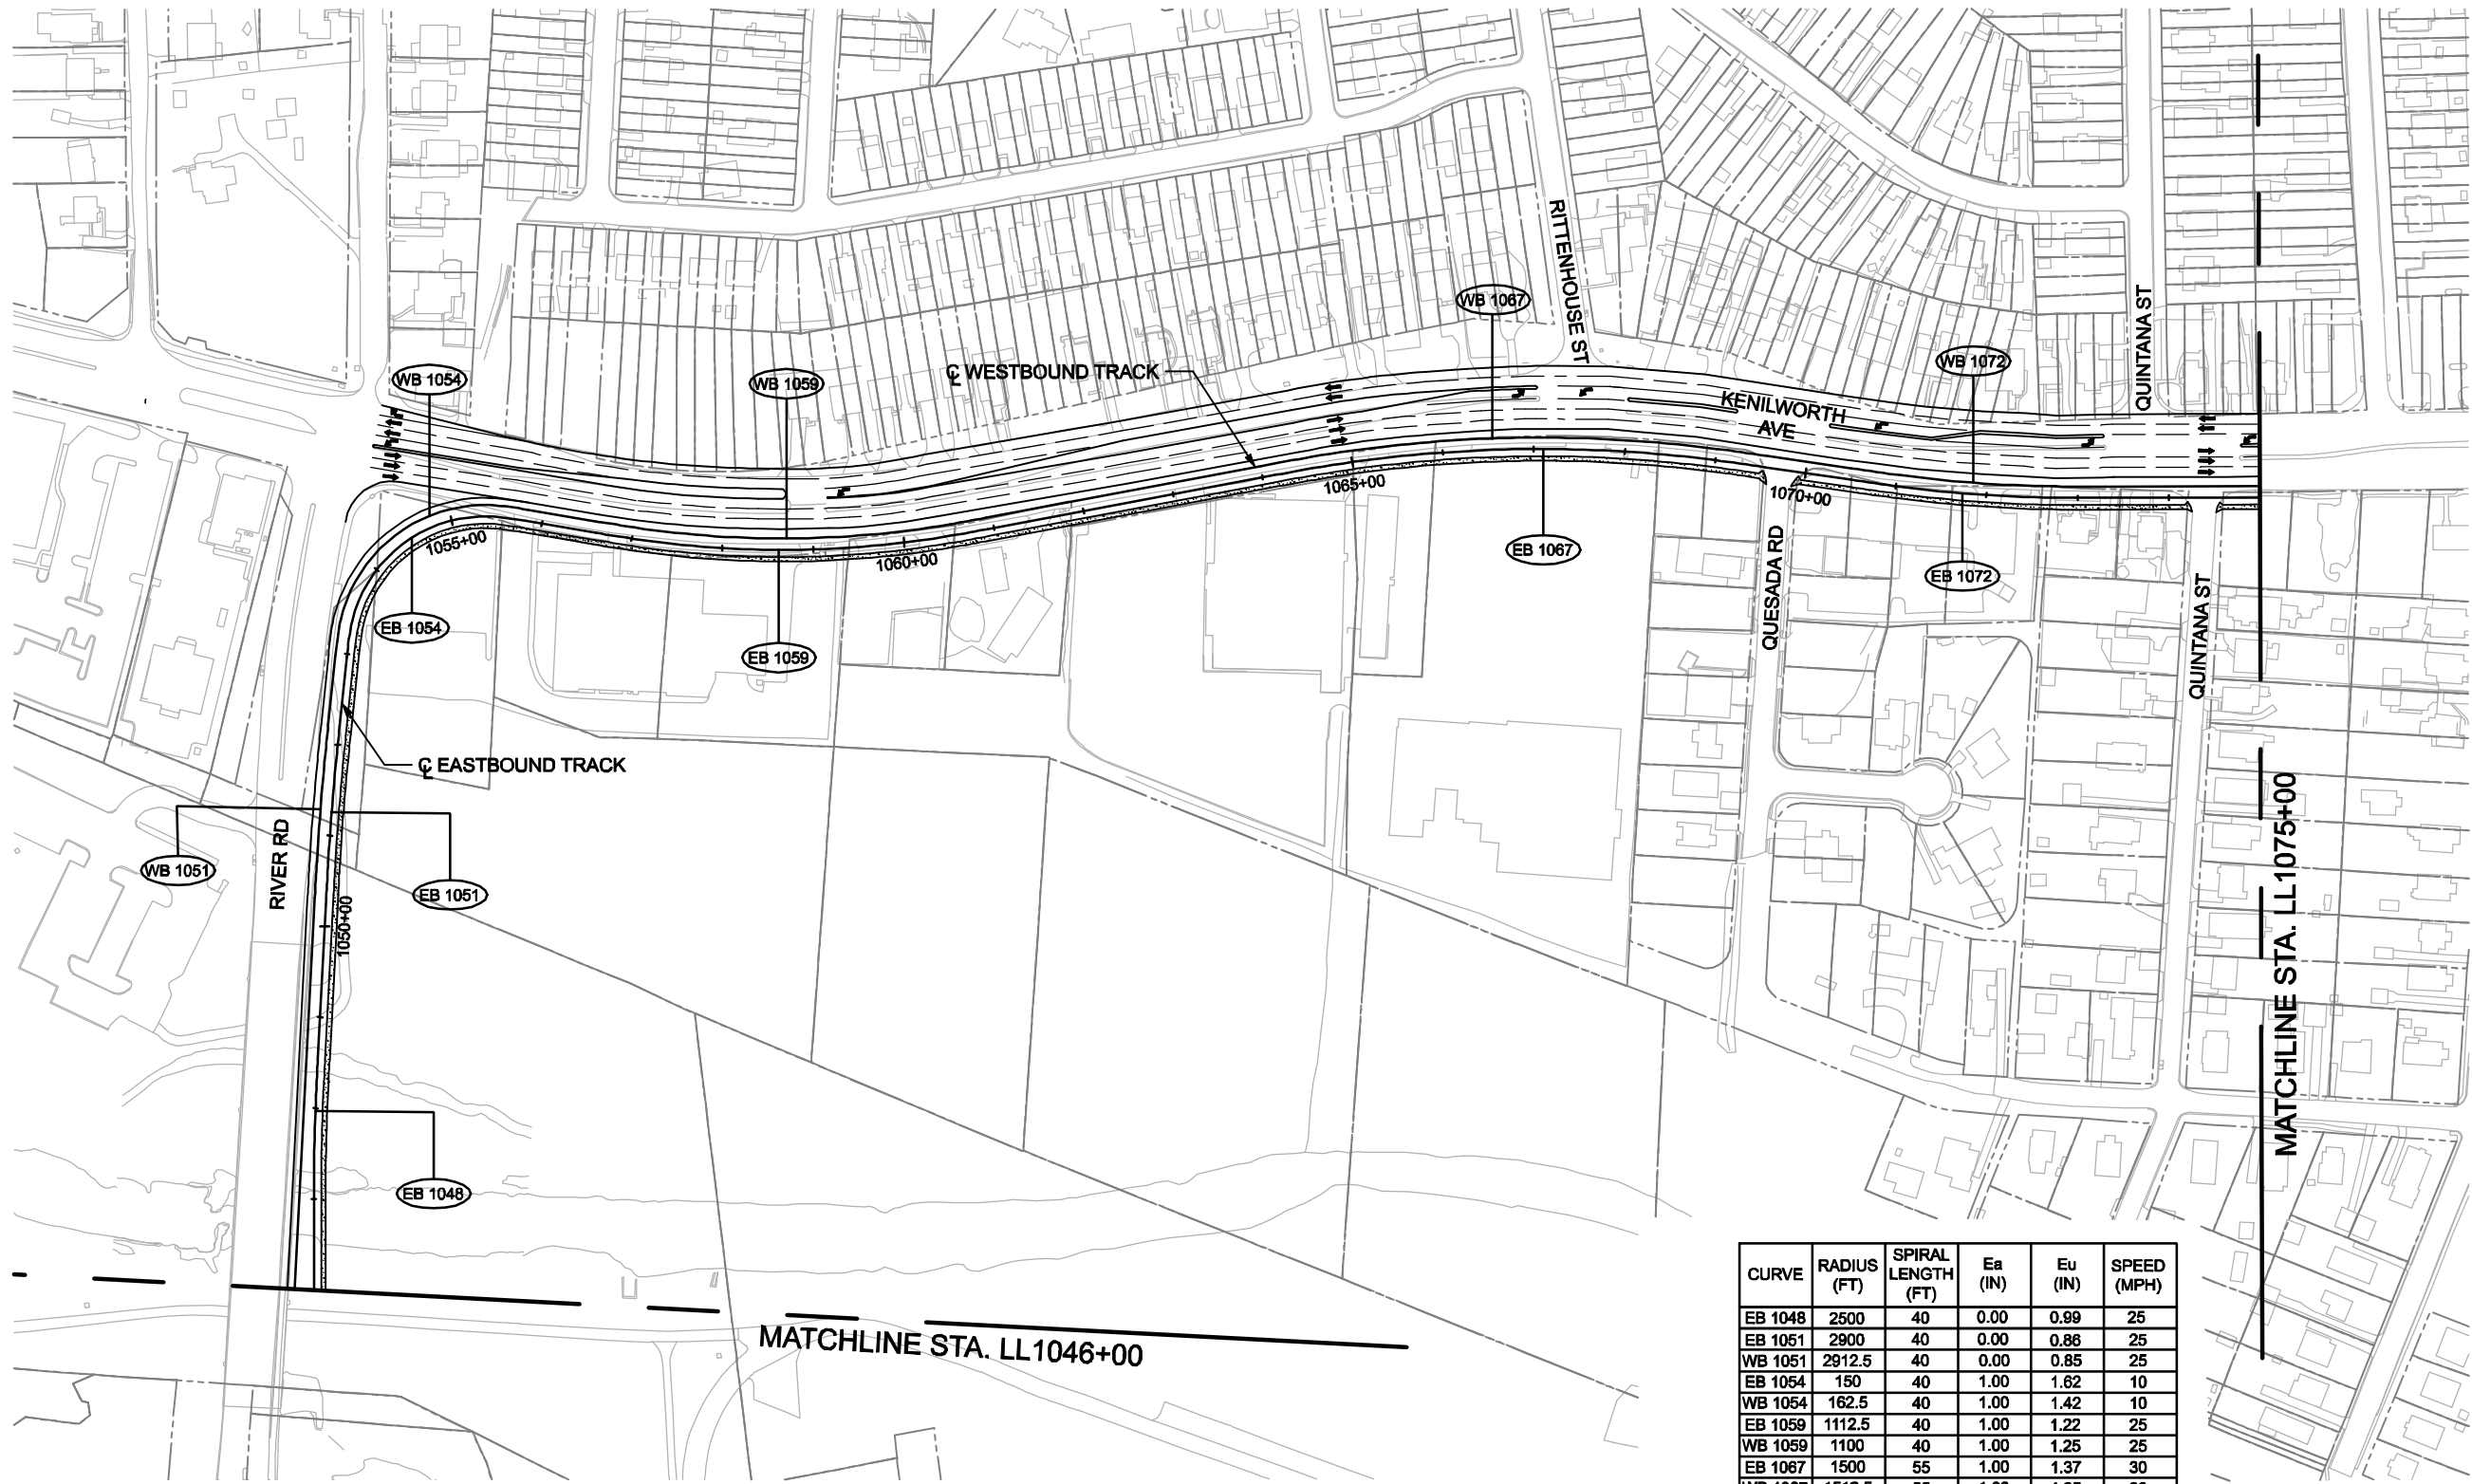 RITTENHOUSE ST
WB 1067
QUINTANA ST
WB 1054
WB 1059
℄ WESTBOUND TRACK
WB 1072
KENILWORTH
AVE
1065+00
1070+00
1055+00
1060+00
EB 1067
EB 1072
QUESADA RD
QUINTANA ST
EB 1054
EB 1059
℄ EASTBOUND TRACK
WB 1051
RIVER RD
EB 1051
1050+00
MATCHLINE STA. LL1075+00
EB 1048
MATCHLINE STA. LL1046+00
CURVE RADIUS (FT) SPIRAL LENGTH (FT) Ea (IN) Eu (IN) SPEED (MPH)
EB 1048 2500 40 0.00 0.99 25
EB 1051 2900 40 0.00 0.86 25
WB 1051 2912.5 40 0.00 0.85 25
EB 1054 150 40 1.00 1.62 10
WB 1054 162.5 40 1.00 1.42 10
EB 1059 1112.5 40 1.00 1.22 25
WB 1059 1100 40 1.00 1.25 25
EB 1067 1500 55 1.00 1.37 30